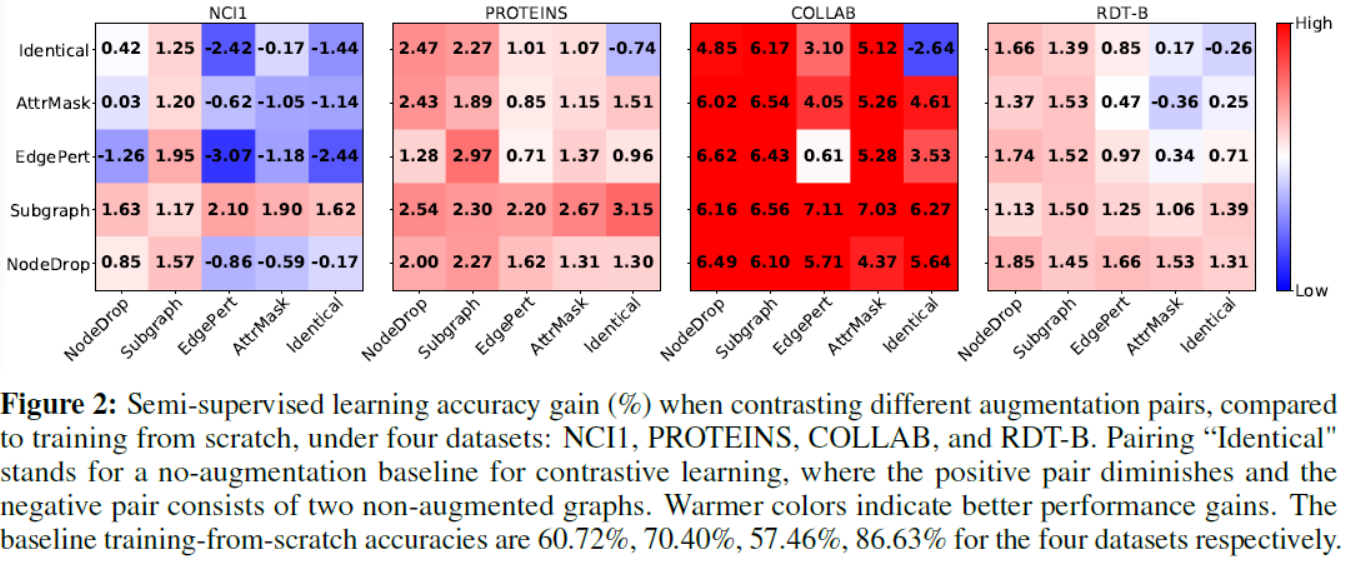 NCI1 PROTEINS COLLAB RDT-B
High
Identical 0.42 1.25 -2.42 -0.17 -1.44 2.47 2.27 1.01 1.07 -0.74 4.85 6.17 3.10 5.12 -2.64 1.66 1.39 0.85 0.17 -0.26
AttrMask 0.03 1.20 -0.62 -1.05 -1.14 2.43 1.89 0.85 1.15 1.51 6.02 6.54 4.05 5.26 4.61 1.37 1.53 0.47 -0.36 0.25
EdgePert -1.26 1.95 -3.07 -1.18 -2.44 1.28 2.97 0.71 1.37 0.96 6.62 6.43 0.61 5.28 3.53 1.74 1.52 0.97 0.34 0.71
Subgraph 1.63 1.17 2.10 1.90 1.62 2.54 2.30 2.20 2.67 3.15 6.16 6.56 7.11 7.03 6.27 1.13 1.50 1.25 1.06 1.39
NodeDrop 0.85 1.57 -0.86 -0.59 -0.17 2.00 2.27 1.62 1.31 1.30 6.49 6.10 5.71 4.37 5.64 1.85 1.45 1.66 1.53 1.31
Low
NodeDrop Subgraph EdgePert AttrMask Identical NodeDrop Subgraph EdgePert AttrMask Identical NodeDrop Subgraph EdgePert AttrMask Identical NodeDrop Subgraph EdgePert AttrMask Identical
Figure 2: Semi-supervised learning accuracy gain (%) when contrasting different augmentation pairs, compared
to training from scratch, under four datasets: NCI1, PROTEINS, COLLAB, and RDT-B. Pairing “Identical"
stands for a no-augmentation baseline for contrastive learning, where the positive pair diminishes and the
negative pair consists of two non-augmented graphs. Warmer colors indicate better performance gains. The
baseline training-from-scratch accuracies are 60.72%, 70.40%, 57.46%, 86.63% for the four datasets respectively.